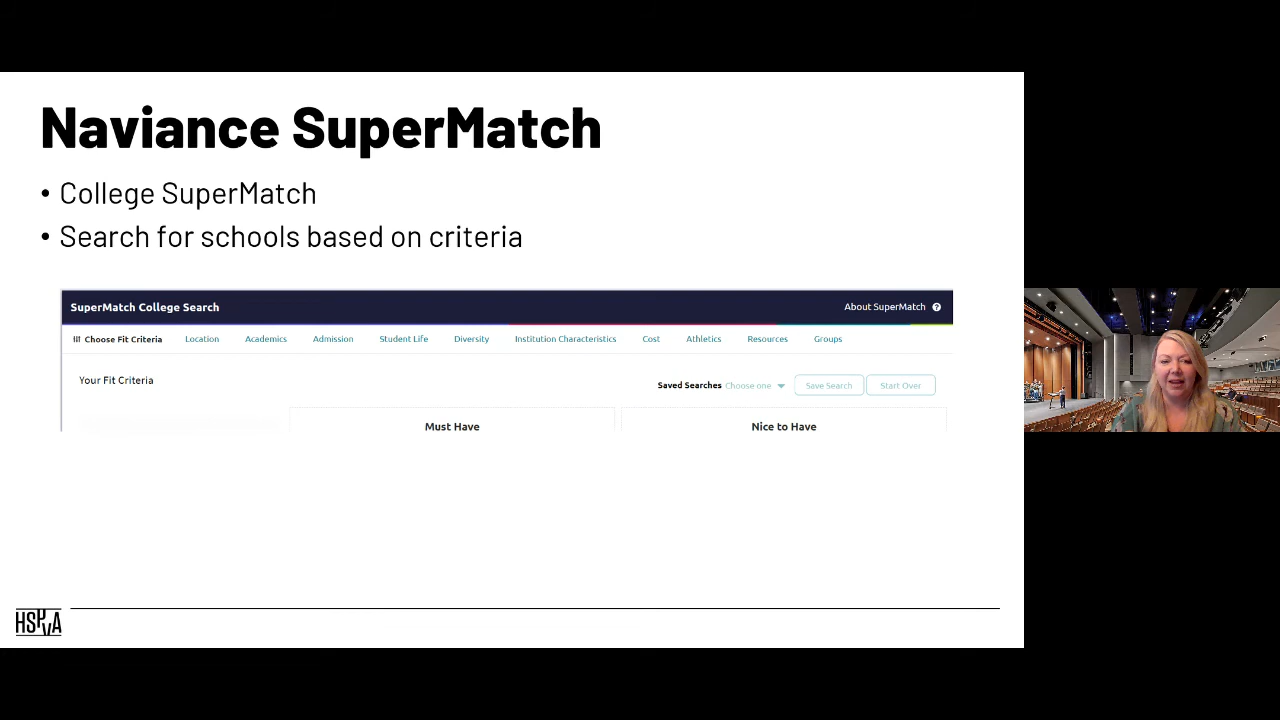 Naviance SuperMatch
• College SuperMatch
• Search for schools based on criteria
SuperMatch College Search About SuperMatch ?
Choose Fit Criteria Location Academics Admission Student Life Diversity Institution Characteristics Cost Athletics Resources Groups
Your Fit Criteria Saved Searches Choose one Save Search Start Over
Must Have Nice to Have
HSPVA